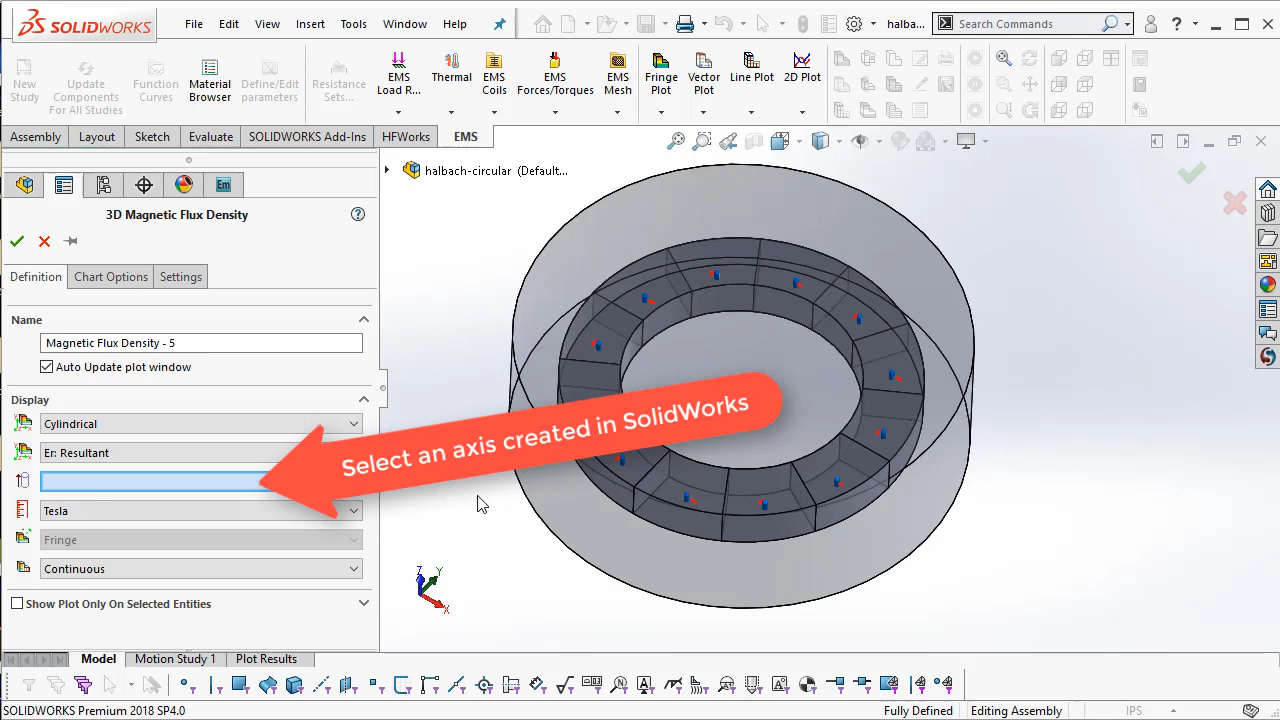 SOLIDWORKS
File Edit View Insert Tools Window Help
halba...
Search Commands
New Study
Update Components For All Studies
Function Curves
Material Browser
Define/Edit parameters
Resistance Sets...
EMS Load R...
Thermal
EMS Coils
EMS Forces/Torques
EMS Mesh
Fringe Plot
Vector Plot
Line Plot
2D Plot
Assembly Layout Sketch Evaluate SOLIDWORKS Add-Ins HFWorks EMS
halbach-circular (Default...
Em
3D Magnetic Flux Density
?
Definition Chart Options Settings
Name
Magnetic Flux Density - 5
Auto Update plot window
Display
Cylindrical
Er: Resultant
Tesla
Fringe
Continuous
Show Plot Only On Selected Entities
Select an axis created in SolidWorks
Z
Y
X
Model Motion Study 1 Plot Results
SOLIDWORKS Premium 2018 SP4.0
Fully Defined Editing Assembly IPS